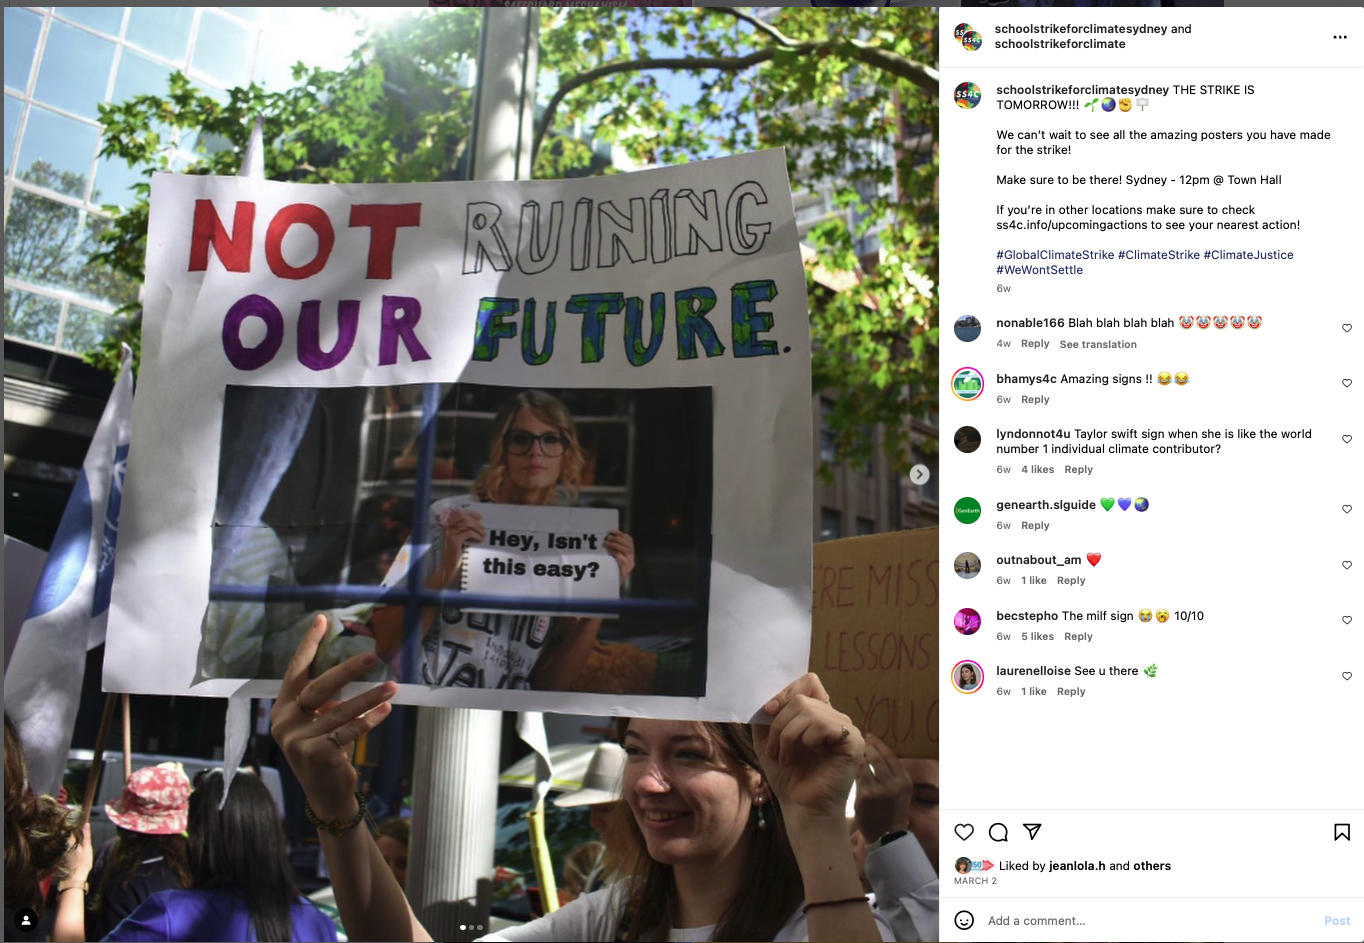 NOT RUINING
OUR FUTURE.
Hey, Isn't
this easy?
RE MISS
LESSONS
YOU
schoolstrikeforclimatesydney and
schoolstrikeforclimate
SS4C
schoolstrikeforclimatesydney THE STRIKE IS
TOMORROW!!! 🌱🌏✊🪧
We can't wait to see all the amazing posters you have made
for the strike!
Make sure to be there! Sydney - 12pm @ Town Hall
If you're in other locations make sure to check
ss4c.info/upcomingactions to see your nearest action!
#GlobalClimateStrike #ClimateStrike #ClimateJustice
#WeWontSettle
6w
nonable166 Blah blah blah blah 🤡🤡🤡🤡🤡
4w Reply See translation
bhamys4c Amazing signs !! 😂😂
6w Reply
lyndonnot4u Taylor swift sign when she is like the world
number 1 individual climate contributor?
6w 4 likes Reply
genearth.slguide 💚💜🌏
6w Reply
outnabout_am ❤️
6w 1 like Reply
becstepho The milf sign 😭😫 10/10
6w 5 likes Reply
laurenelloise See u there 🌿
6w 1 like Reply
Liked by jeanlola.h and others
MARCH 2
Add a comment...
Post